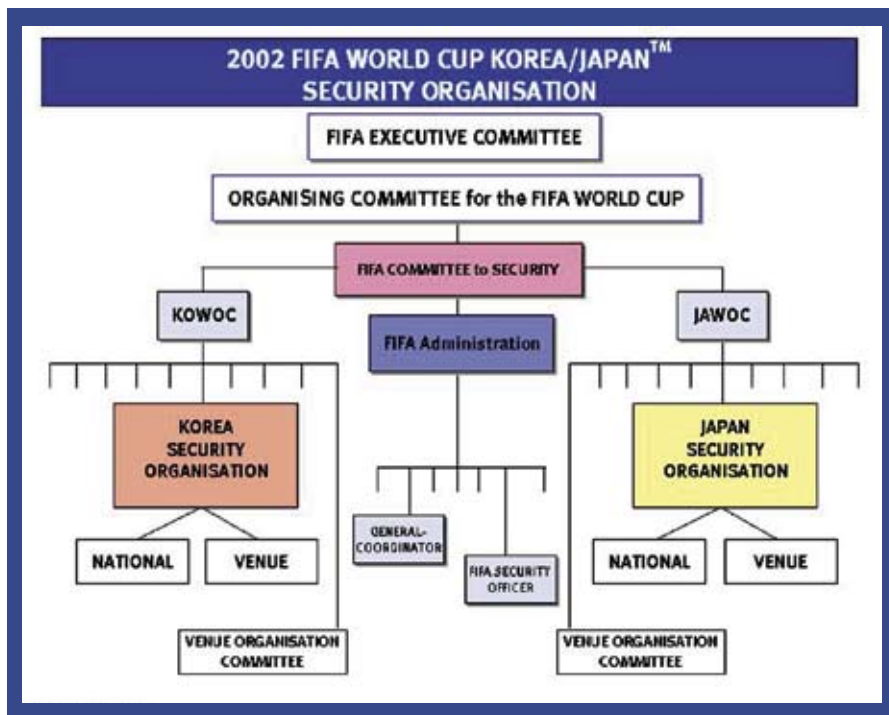 2002 FIFA WORLD CUP KOREA/JAPAN™
SECURITY ORGANISATION
FIFA EXECUTIVE COMMITTEE
ORGANISING COMMITTEE for the FIFA WORLD CUP
FIFA COMMITTEE to SECURITY
KOWOC
JAWOC
FIFA Administration
KOREA
SECURITY
ORGANISATION
JAPAN
SECURITY
ORGANISATION
GENERAL-
COORDINATOR
NATIONAL
VENUE
FIFA.SECURITY
OFFICER
NATIONAL
VENUE
VENUE ORGANISATION
COMMITTEE
VENUE ORGANISATION
COMMITTEE